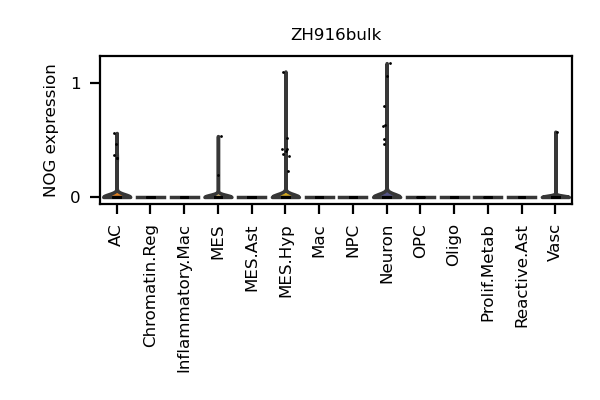 ZH916bulk
NOG expression
1
0
AC
Chromatin.Reg
Inflammatory.Mac
MES
MES.Ast
MES.Hyp
Mac
NPC
Neuron
OPC
Oligo
Prolif.Metab
Reactive.Ast
Vasc